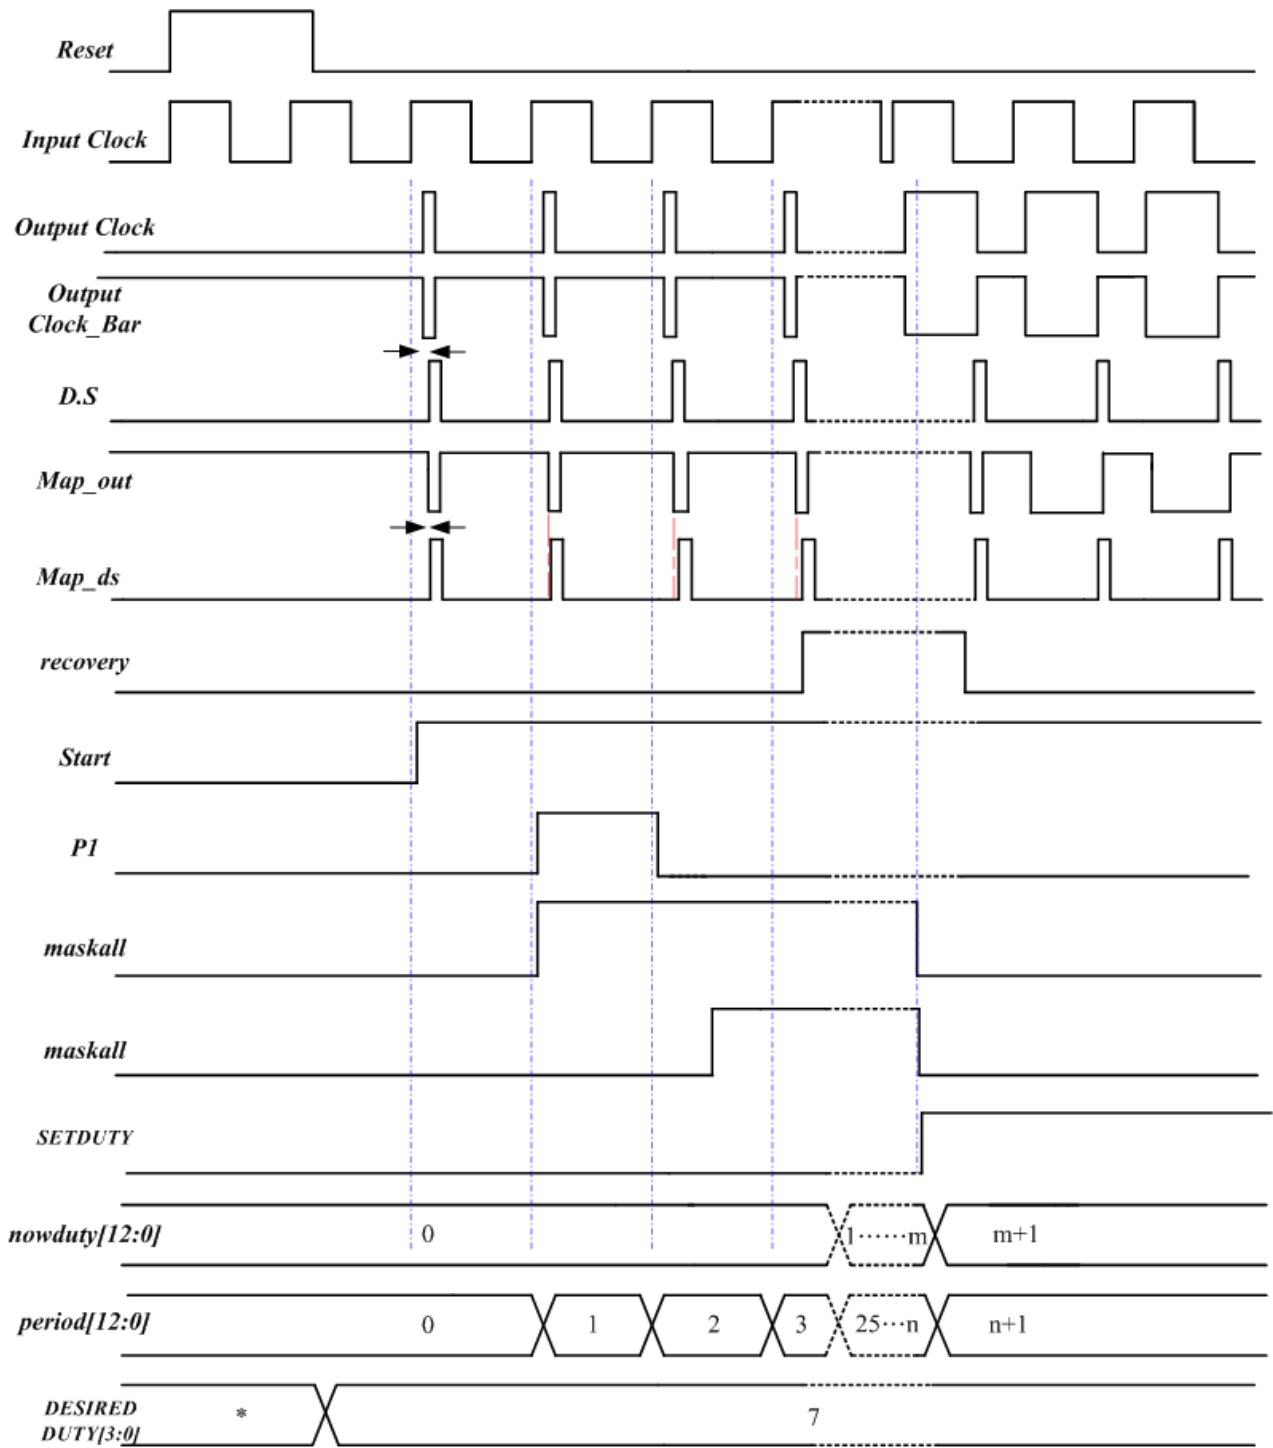 Reset
Input Clock
Output Clock
Output
Clock_Bar
D.S
Map_out
Map_ds
recovery
Start
P1
maskall
maskall
SETDUTY
nowduty[12:0]
0
1······m
m+1
period[12:0]
0
1
2
3
25···n
n+1
DESIRED
DUTY[3:0]
*
7